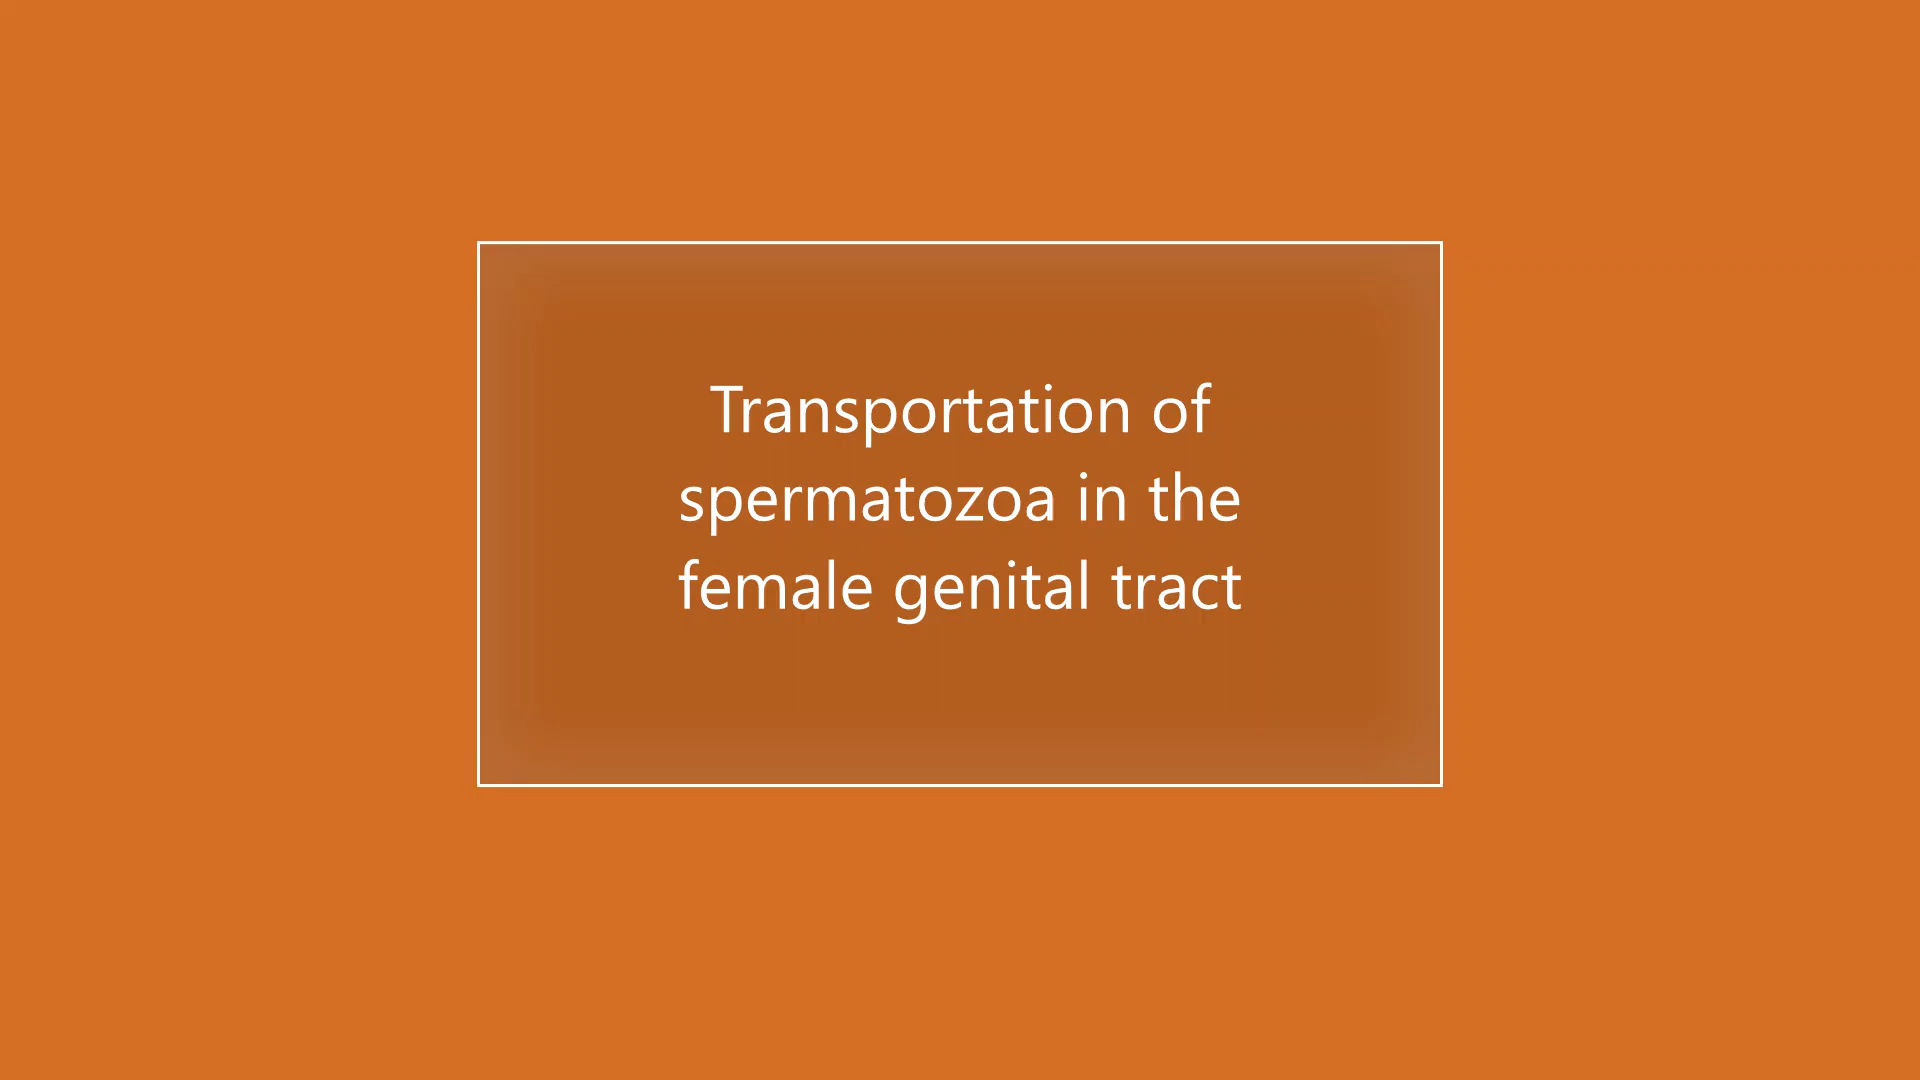 Transportation of
spermatozoa in the
female genital tract